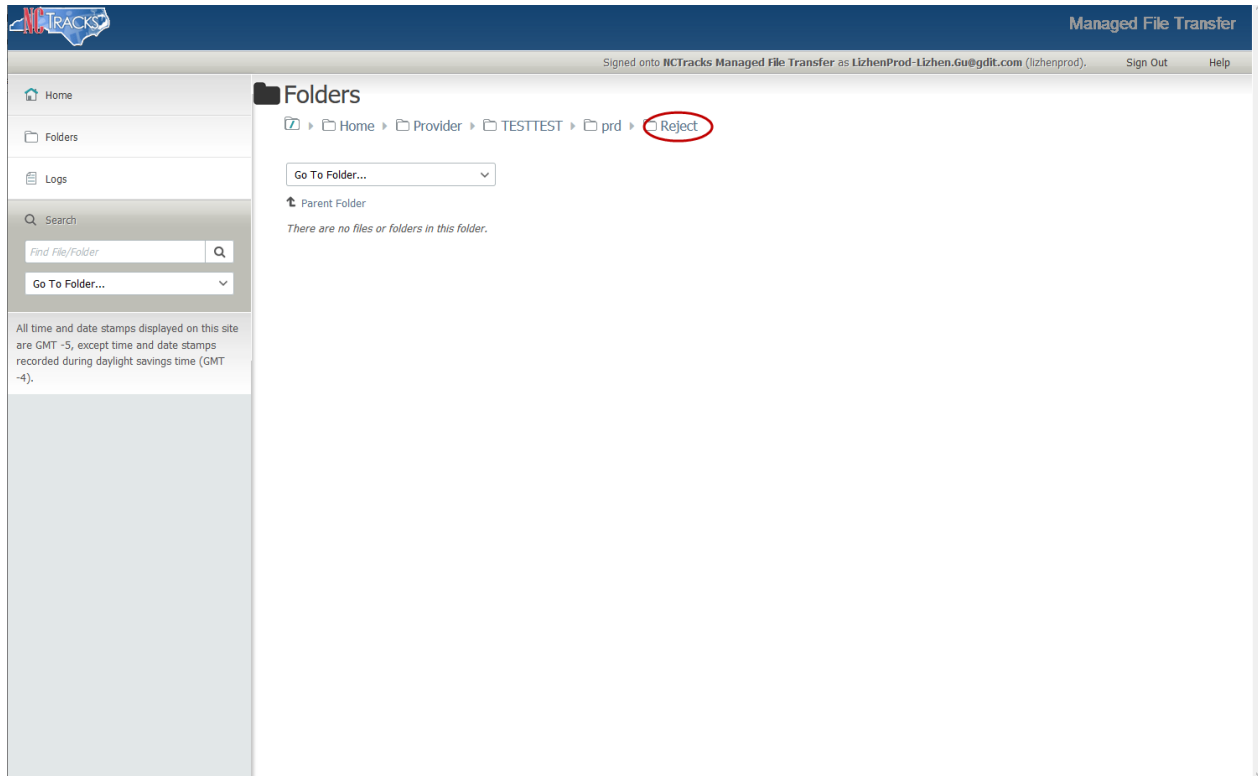 NCTRACKS
Managed File Transfer
Signed onto NCTracks Managed File Transfer as LizhenProd-Lizhen.Gu@gdit.com (lizhenprod). Sign Out Help
Home
Folders
Logs
Search
Find File/Folder
Go To Folder...
All time and date stamps displayed on this site
are GMT -5, except time and date stamps
recorded during daylight savings time (GMT
-4).
Folders
Home Provider TESTTEST prd Reject
Go To Folder...
Parent Folder
There are no files or folders in this folder.